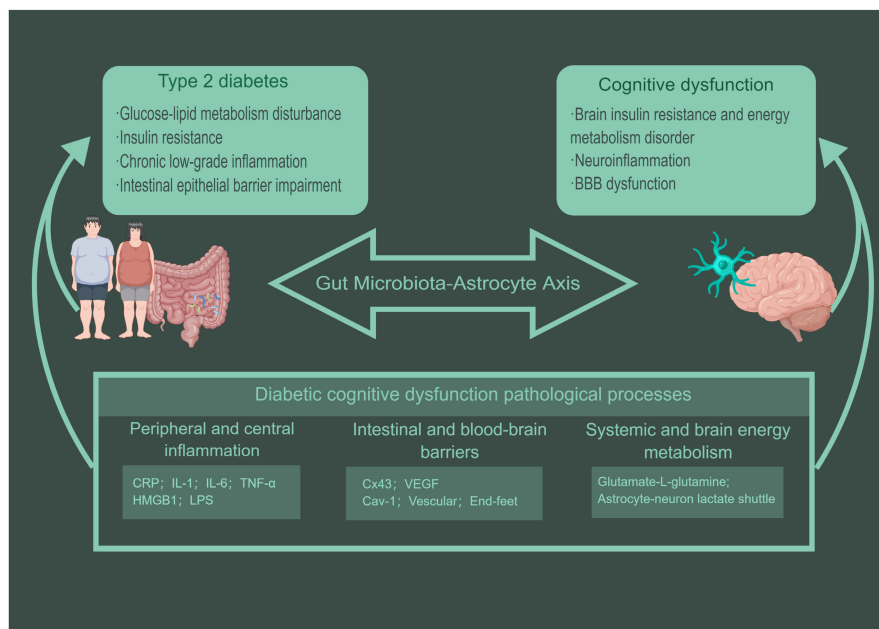 Type 2 diabetes
·Glucose-lipid metabolism disturbance
·Insulin resistance
·Chronic low-grade inflammation
·Intestinal epithelial barrier impairment
Cognitive dysfunction
·Brain insulin resistance and energy
metabolism disorder
·Neuroinflammation
·BBB dysfunction
Gut Microbiota-Astrocyte Axis
Diabetic cognitive dysfunction pathological processes
Peripheral and central
inflammation
CRP；IL-1；IL-6；TNF-α
HMGB1；LPS
Intestinal and blood-brain
barriers
Cx43；VEGF
Cav-1；Vescular；End-feet
Systemic and brain energy
metabolism
Glutamate-L-glutamine;
Astrocyte-neuron lactate shuttle